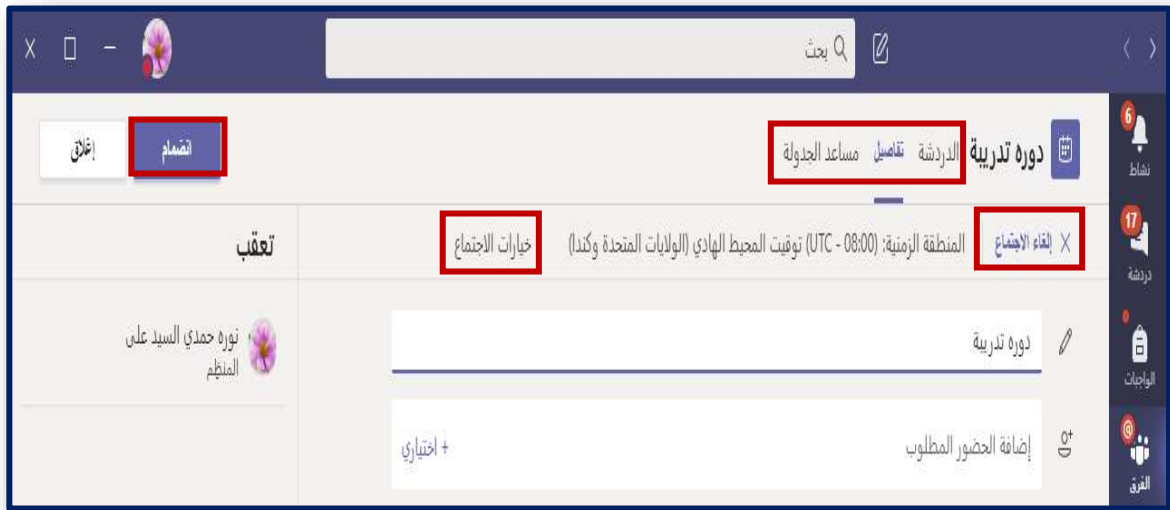 بحث
6
نشاط
17
دردشة
الواجبات
@
الفرق
دوره تدريبة الدردشة تفاصيل مساعد الجدولة
انضمام
إغلاق
× إلغاء الاجتماع المنطقة الزمنية: (UTC - 08:00) توقيت المحيط الهادي (الولايات المتحدة وكندا) خيارات الاجتماع
دوره تدريبة
إضافة الحضور المطلوب + اختياري
تعقب
نوره حمدي السيد على
المنظم